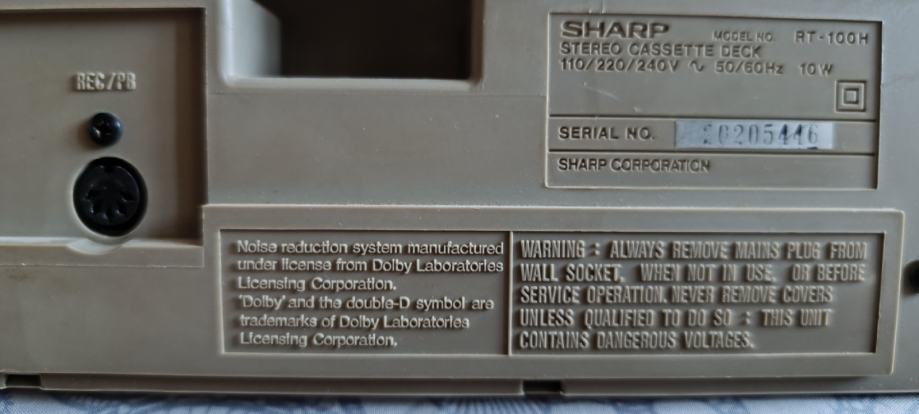 REC/PB
SHARP MODEL NO. RT-100H
STEREO CASSETTE DECK
110/220/240V ∿ 50/60Hz 10W
SERIAL NO. 26205446
SHARP CORPORATION
Noise reduction system manufactured
under license from Dolby Laboratories
Licensing Corporation.
'Dolby' and the double-D symbol are
trademarks of Dolby Laboratories
Licensing Corporation.
WARNING : ALWAYS REMOVE MAINS PLUG FROM
WALL SOCKET, WHEN NOT IN USE, OR BEFORE
SERVICE OPERATION. NEVER REMOVE COVERS
UNLESS QUALIFIED TO DO SO : THIS UNIT
CONTAINS DANGEROUS VOLTAGES.